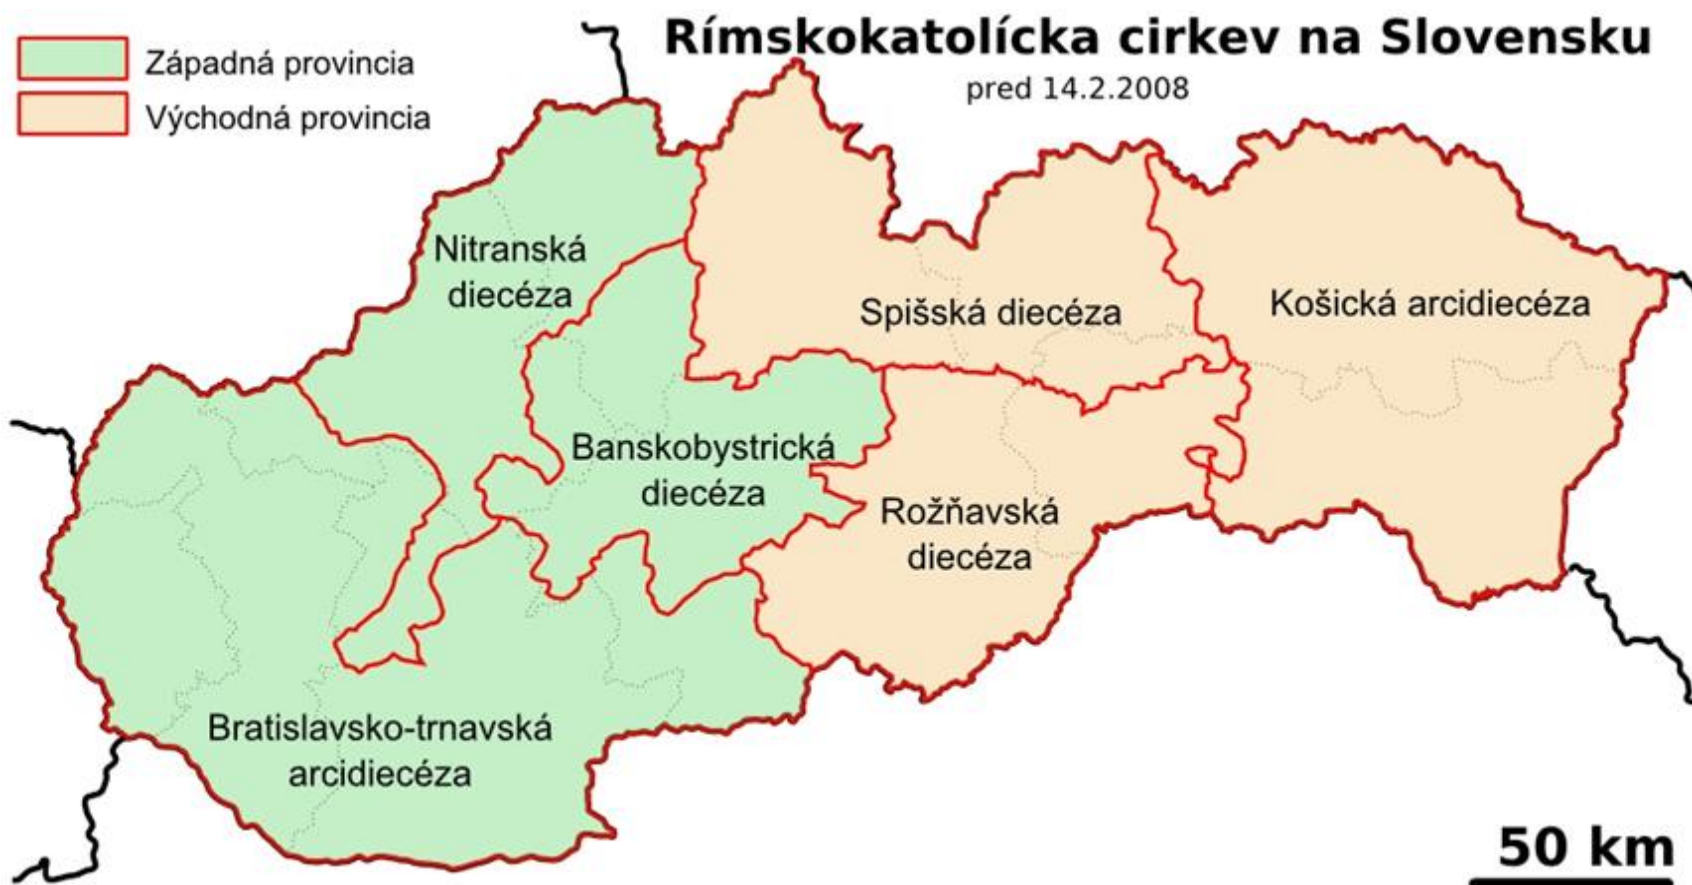 Rímskokatolícka cirkev na Slovensku
pred 14.2.2008
Západná provincia
Východná provincia
Nitranská
diecéza
Spišská diecéza
Košická arcidiecéza
Banskobystrická
diecéza
Rožňavská
diecéza
Bratislavsko-trnavská
arcidiecéza
50 km